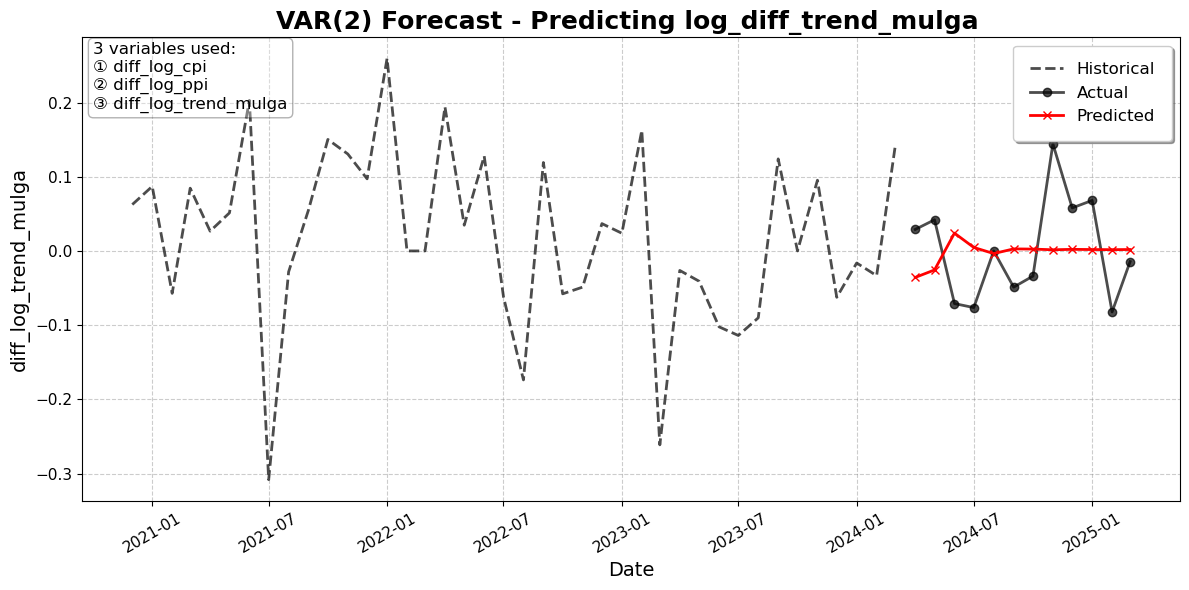 VAR(2) Forecast - Predicting log_diff_trend_mulga
3 variables used:
① diff_log_cpi
② diff_log_ppi
③ diff_log_trend_mulga
Historical
Actual
Predicted
diff_log_trend_mulga
0.2
0.1
0.0
−0.1
−0.2
−0.3
2021-01
2021-07
2022-01
2022-07
2023-01
2023-07
2024-01
2024-07
2025-01
Date